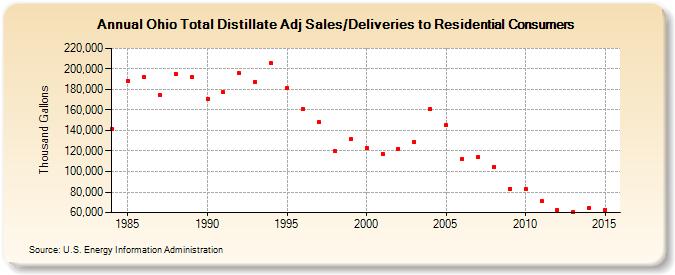 Annual Ohio Total Distillate Adj Sales/Deliveries to Residential Consumers
Thousand Gallons
220,000
200,000
180,000
160,000
140,000
120,000
100,000
80,000
60,000
1985 1990 1995 2000 2005 2010 2015
Source: U.S. Energy Information Administration